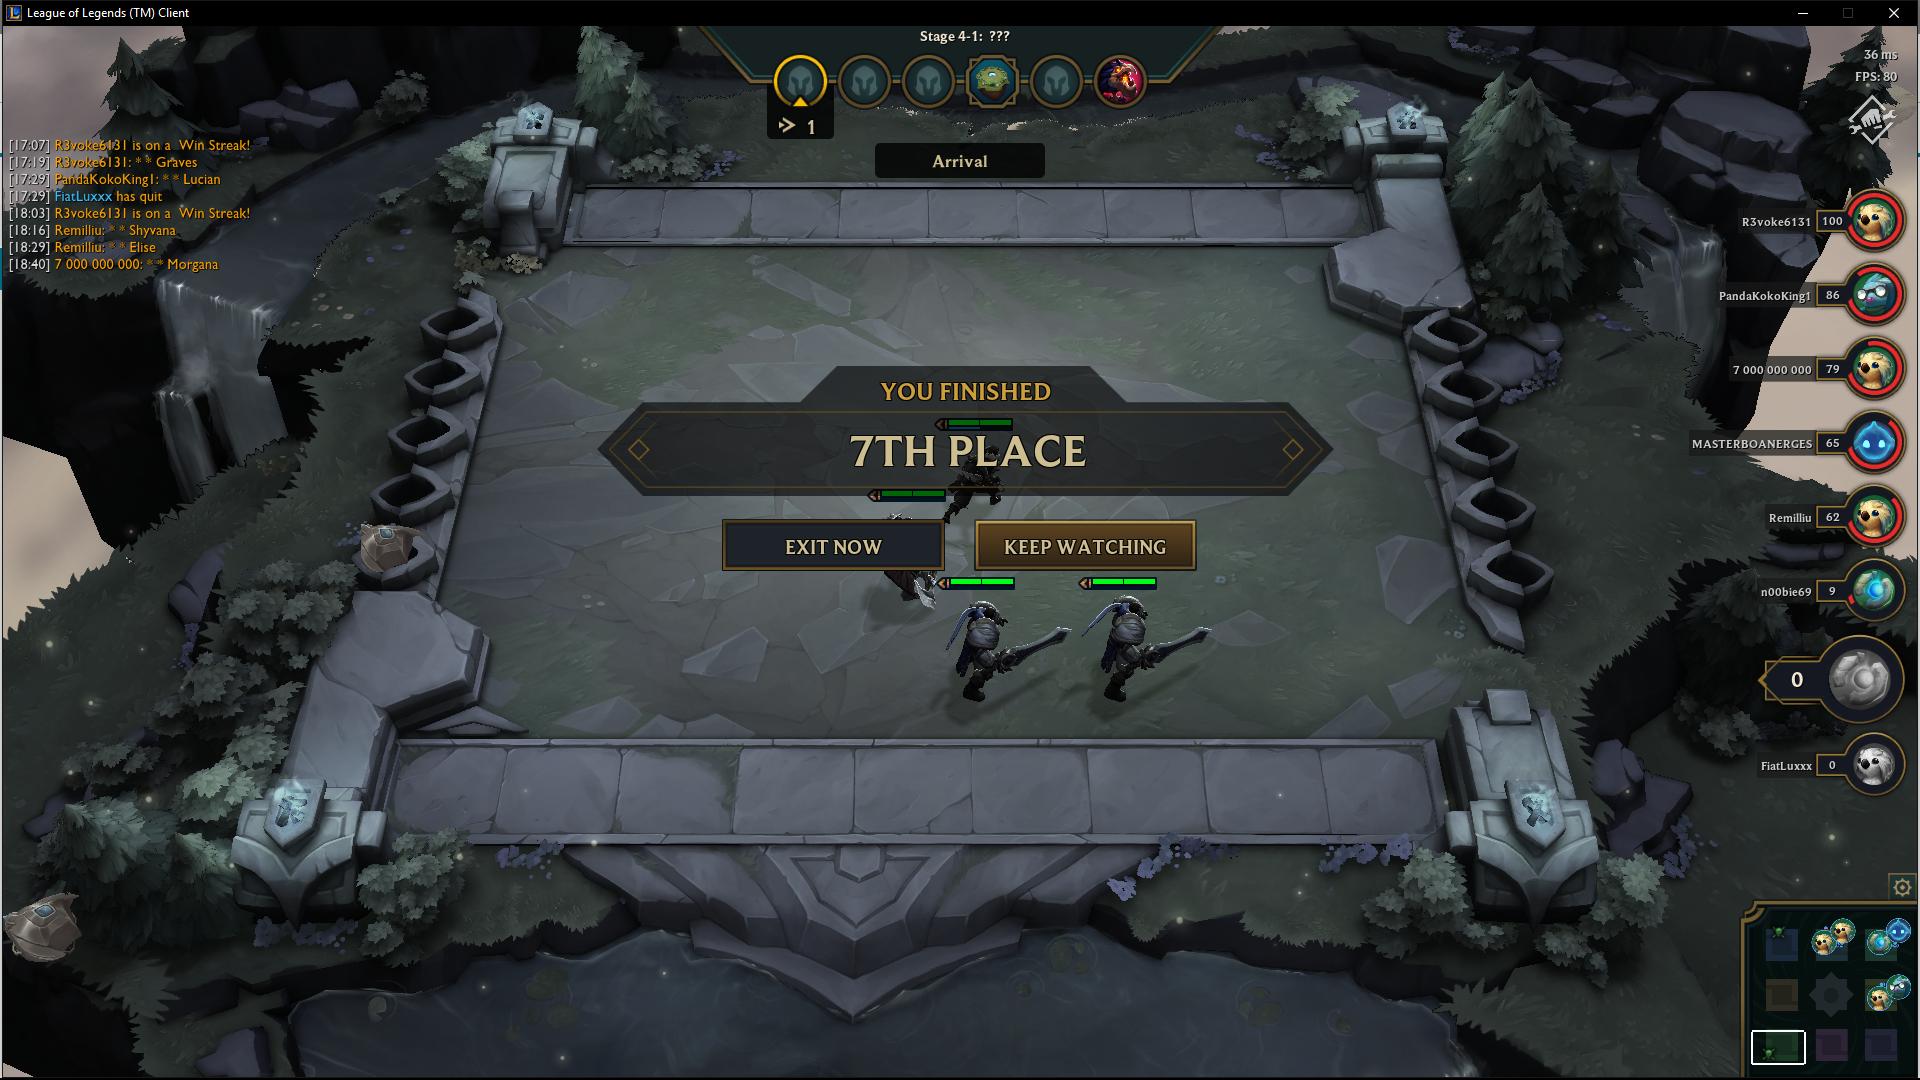 League of Legends (TM) Client
Stage 4-1: ???
36 ms
FPS: 80
1
Arrival
[17:07] R3voke6131 is on a  Win Streak!
[17:19] R3voke6131: * * Graves
[17:29] PandaKokoKing1: * * Lucian
[17:29] FiatLuxxx has quit
[18:03] R3voke6131 is on a  Win Streak!
[18:16] Remilliu: * * Shyvana
[18:29] Remilliu: * * Elise
[18:40] 7 000 000 000: * * Morgana
R3voke6131 100
PandaKokoKing1 86
7 000 000 000 79
MASTERBOANERGES 65
Remilliu 62
n00bie69 9
0
FiatLuxxx 0
YOU FINISHED
7TH PLACE
EXIT NOW
KEEP WATCHING